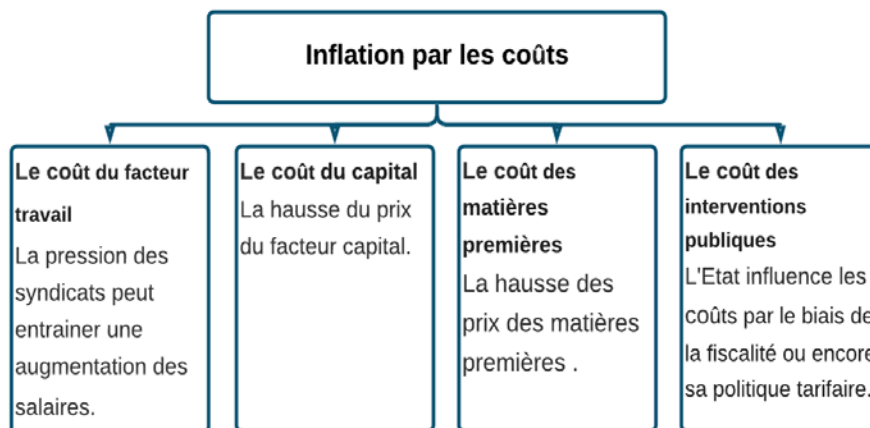 Inflation par les coûts
Le coût du facteur
travail
La pression des
syndicats peut
entrainer une
augmentation des
salaires.
Le coût du capital
La hausse du prix
du facteur capital.
Le coût des
matières
premières
La hausse des
prix des matières
premières .
Le coût des
interventions
publiques
L'Etat influence les
coûts par le biais de
la fiscalité ou encore
sa politique tarifaire.